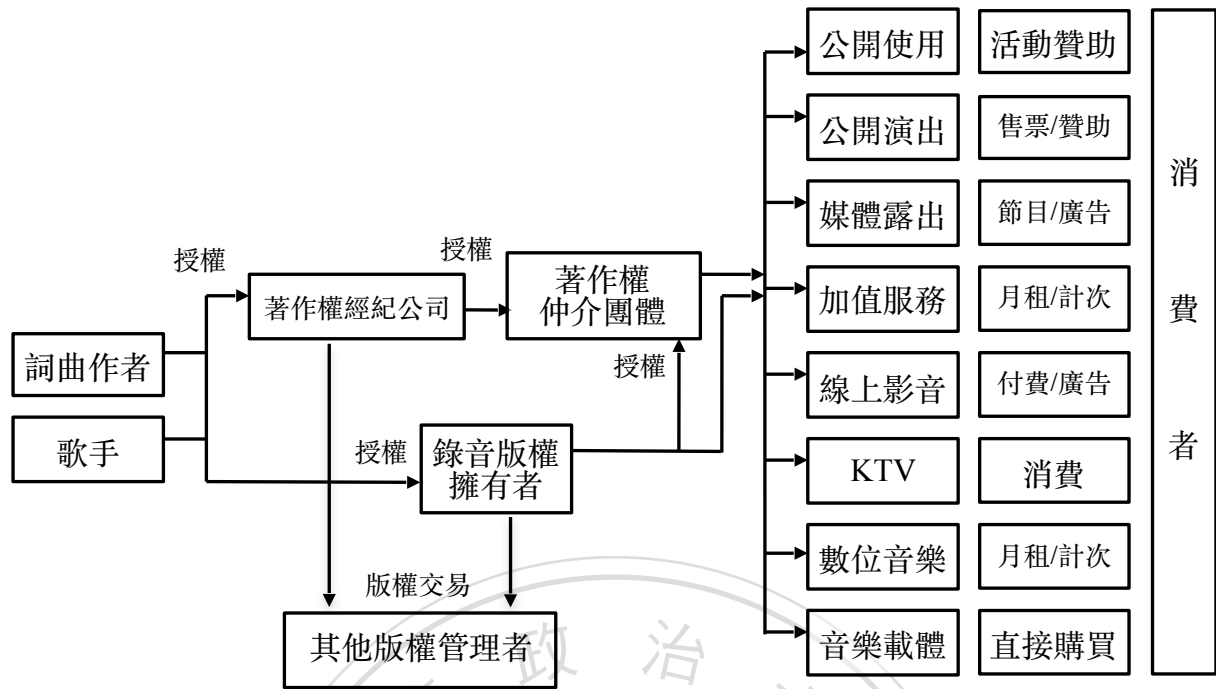 公開使用
活動贊助
公開演出
售票/贊助
媒體露出
節目/廣告
授權
授權
著作權經紀公司
著作權
仲介團體
加值服務
月租/計次
詞曲作者
授權
線上影音
付費/廣告
歌手
授權
錄音版權
擁有者
KTV
消費
數位音樂
月租/計次
版權交易
其他版權管理者
音樂載體
直接購買
消
費
者
政 治